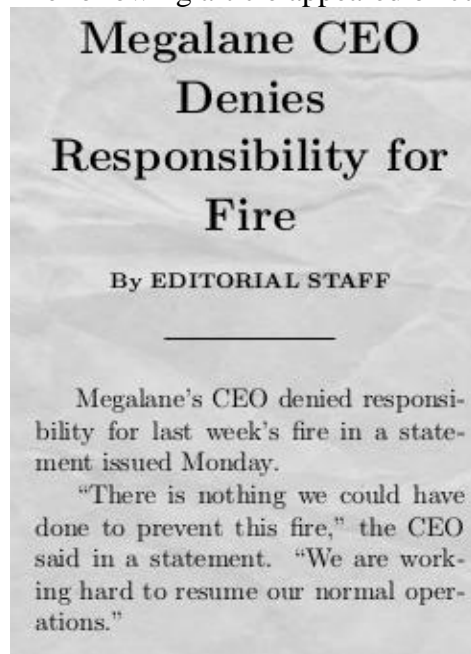 Megalane CEO
Denies
Responsibility for
Fire
By EDITORIAL STAFF
Megalane's CEO denied responsi-
bility for last week's fire in a state-
ment issued Monday.
"There is nothing we could have
done to prevent this fire," the CEO
said in a statement. "We are work-
ing hard to resume our normal oper-
ations."